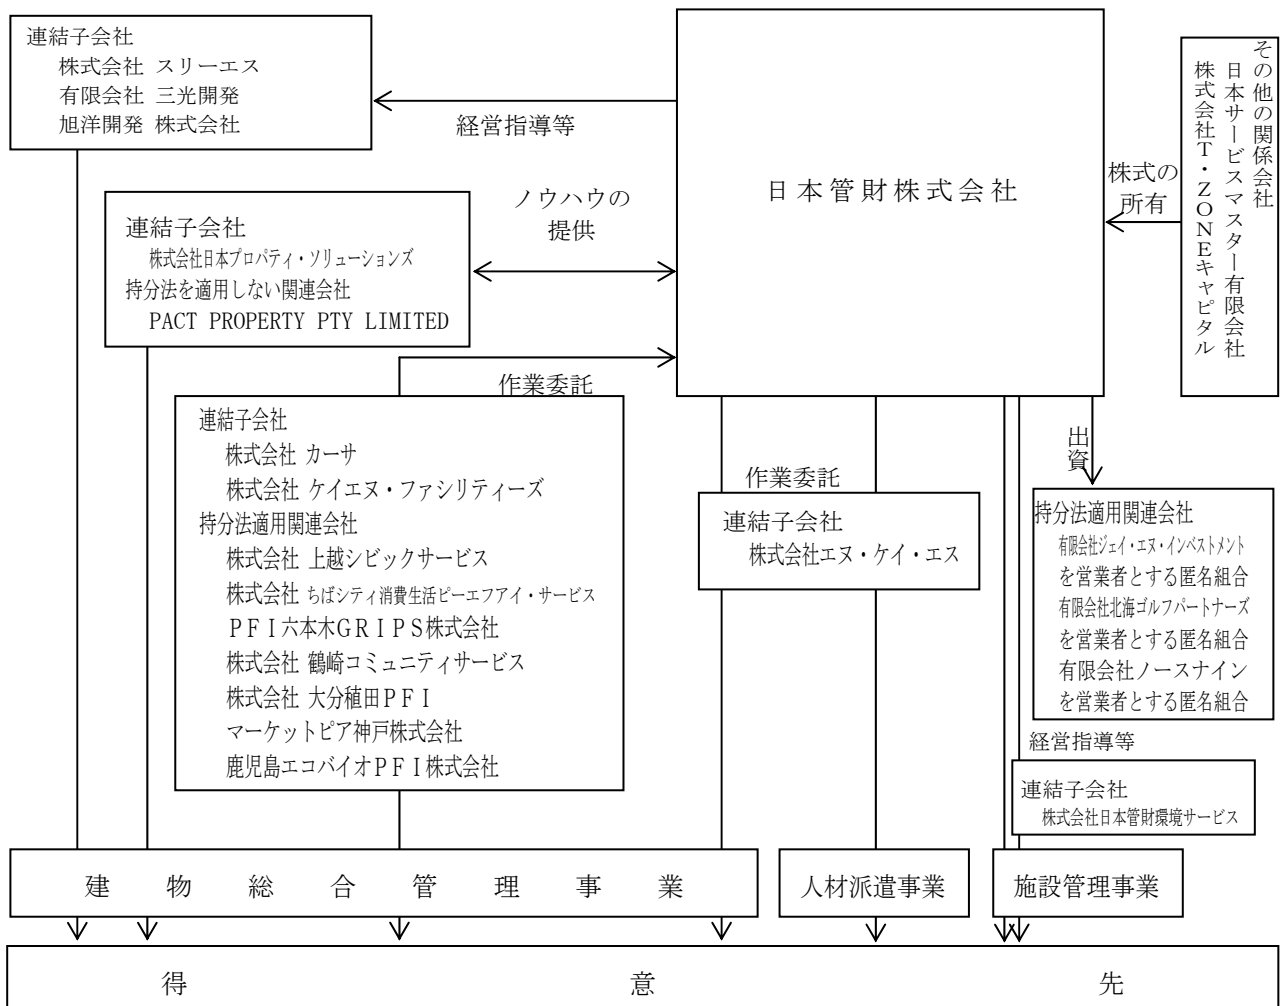 連結子会社
株式会社 スリーエス
有限会社 三光開発
旭洋開発 株式会社
経営指導等
日本管財株式会社
その他の関係会社
日本サービスマスター有限会社
株式会社Ｔ・ＺＯＮＥキャピタル
株式の
所有
連結子会社
株式会社日本プロパティ・ソリューションズ
持分法を適用しない関連会社
PACT PROPERTY PTY LIMITED
ノウハウの
提供
作業委託
連結子会社
株式会社 カーサ
株式会社 ケイエヌ・ファシリティーズ
持分法適用関連会社
株式会社 上越シビックサービス
株式会社 ちばシティ消費生活ピーエフアイ・サービス
ＰＦＩ六本木ＧＲＩＰＳ株式会社
株式会社 鶴崎コミュニティサービス
株式会社 大分稙田ＰＦＩ
マーケットピア神戸株式会社
鹿児島エコバイオＰＦＩ株式会社
作業委託
連結子会社
株式会社エヌ・ケイ・エス
出資
持分法適用関連会社
有限会社ジェイ・エヌ・インベストメント
を営業者とする匿名組合
有限会社北海ゴルフパートナーズ
を営業者とする匿名組合
有限会社ノースナイン
を営業者とする匿名組合
経営指導等
連結子会社
株式会社日本管財環境サービス
建物総合管理事業
人材派遣事業
施設管理事業
得意先